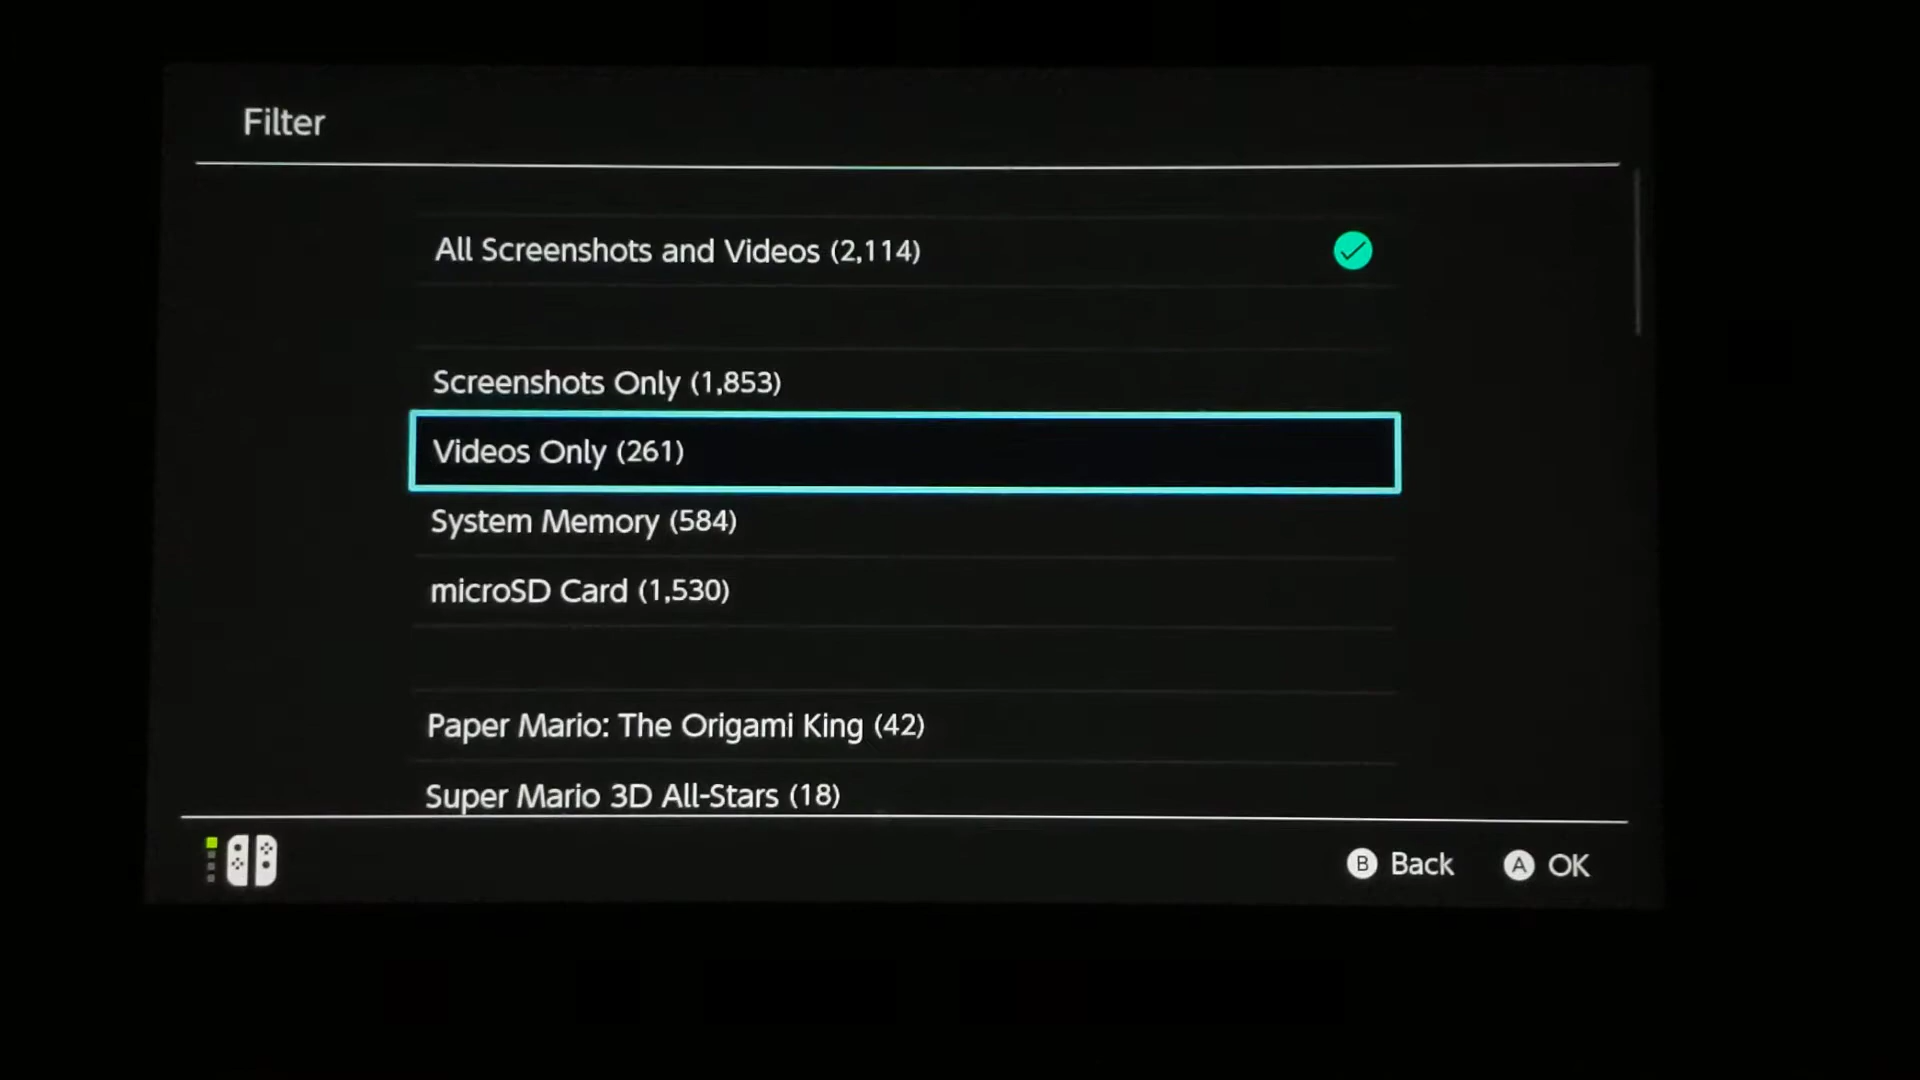 Filter
All Screenshots and Videos (2,114)
Screenshots Only (1,853)
Videos Only (261)
System Memory (584)
microSD Card (1,530)
Paper Mario: The Origami King (42)
Super Mario 3D All-Stars (18)
B Back A OK